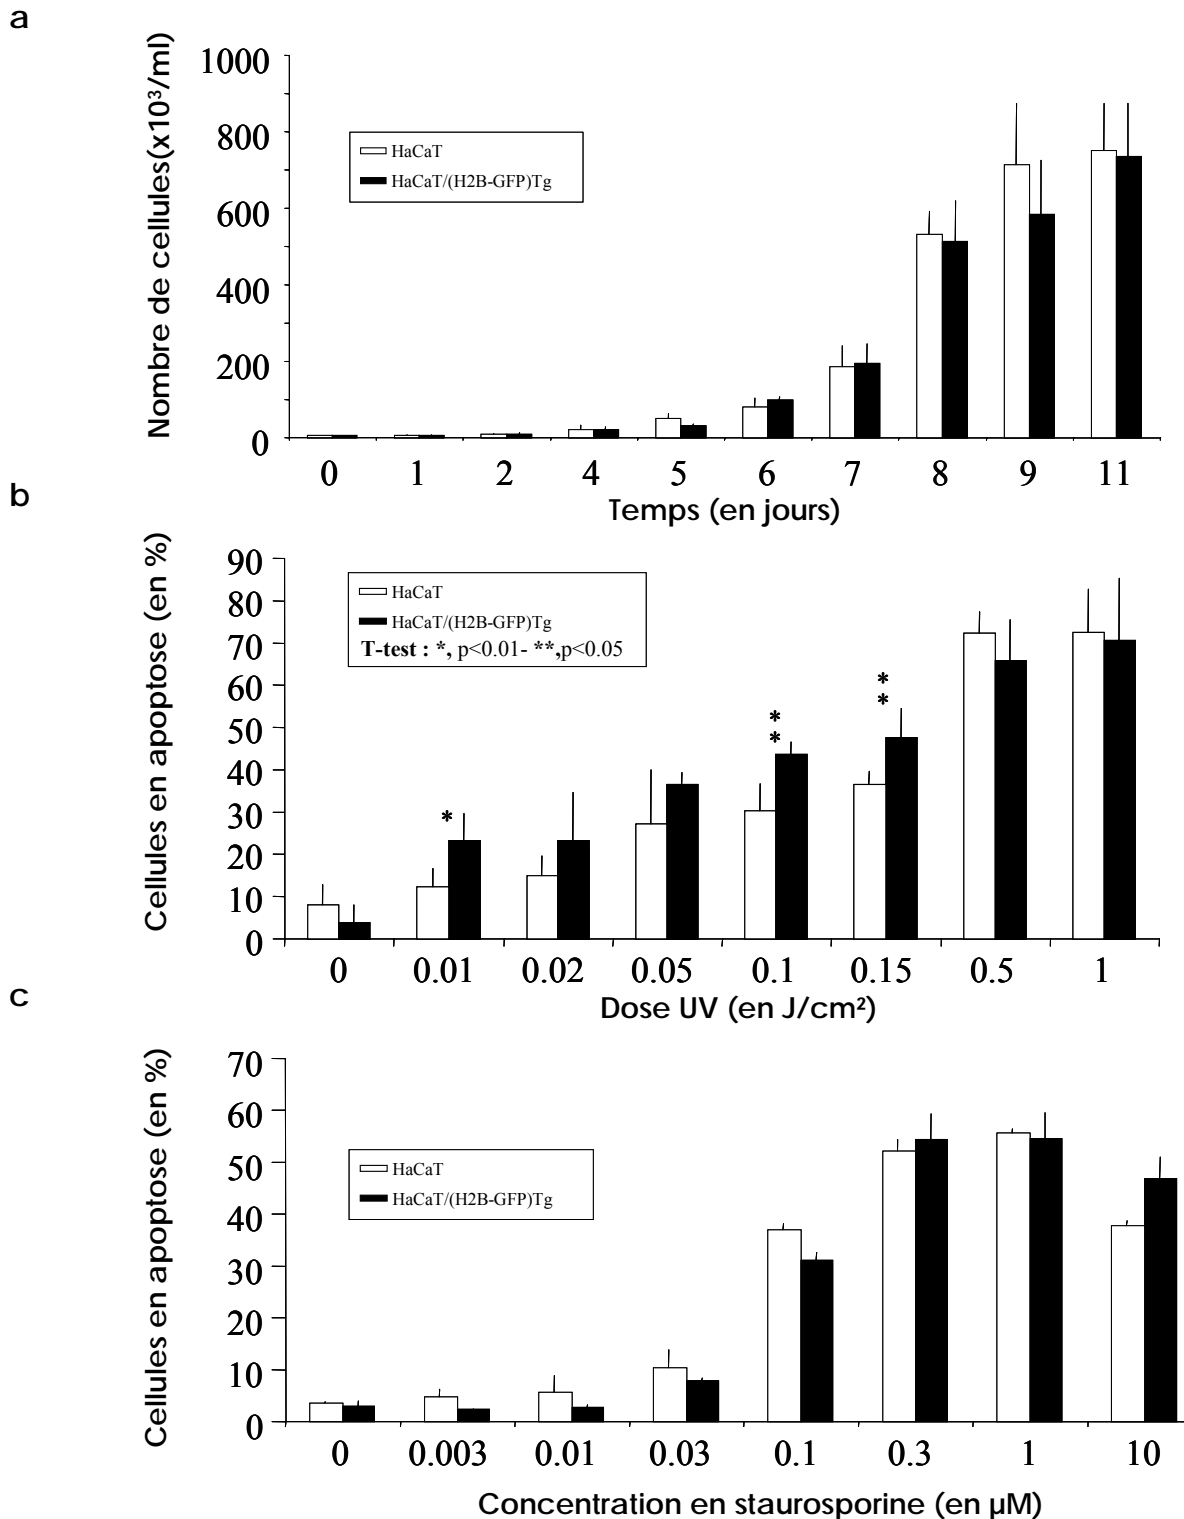 a
Nombre de cellules(x10³/ml)
1000
800
600
400
200
0
HaCaT
HaCaT/(H2B-GFP)Tg
0 1 2 4 5 6 7 8 9 11
Temps (en jours)
b
Cellules en apoptose (en %)
90
80
70
60
50
40
30
20
10
0
HaCaT
HaCaT/(H2B-GFP)Tg
T-test : *, p<0.01- **,p<0.05
*
**
**
0 0.01 0.02 0.05 0.1 0.15 0.5 1
Dose UV (en J/cm²)
c
Cellules en apoptose (en %)
70
60
50
40
30
20
10
0
HaCaT
HaCaT/(H2B-GFP)Tg
0 0.003 0.01 0.03 0.1 0.3 1 10
Concentration en staurosporine (en µM)